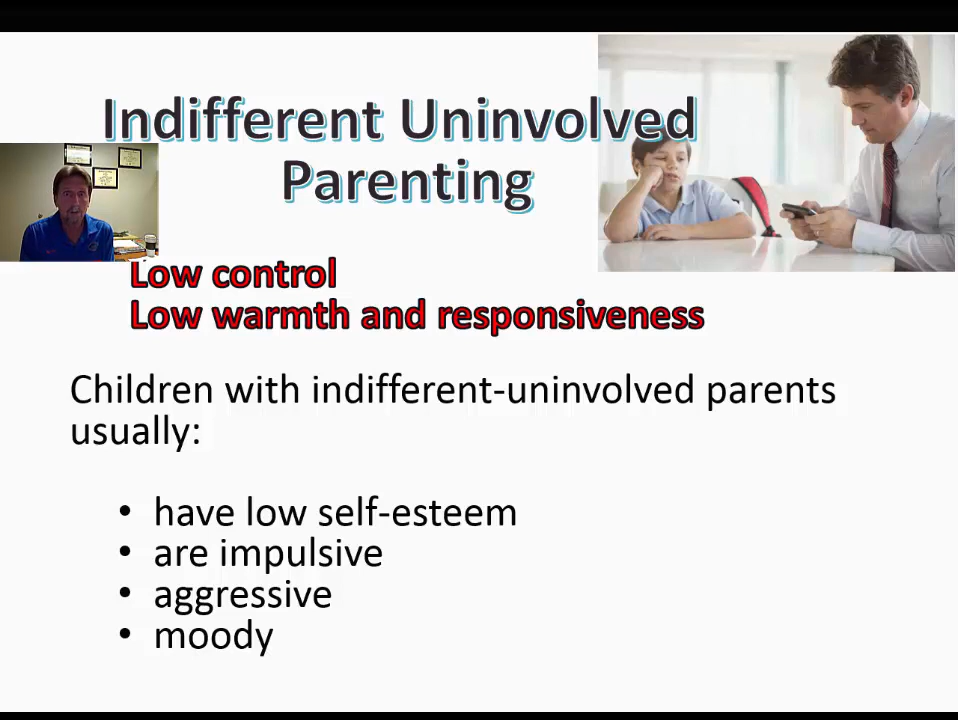 Indifferent Uninvolved
Parenting
Low control
Low warmth and responsiveness
Children with indifferent-uninvolved parents
usually:
• have low self-esteem
• are impulsive
• aggressive
• moody